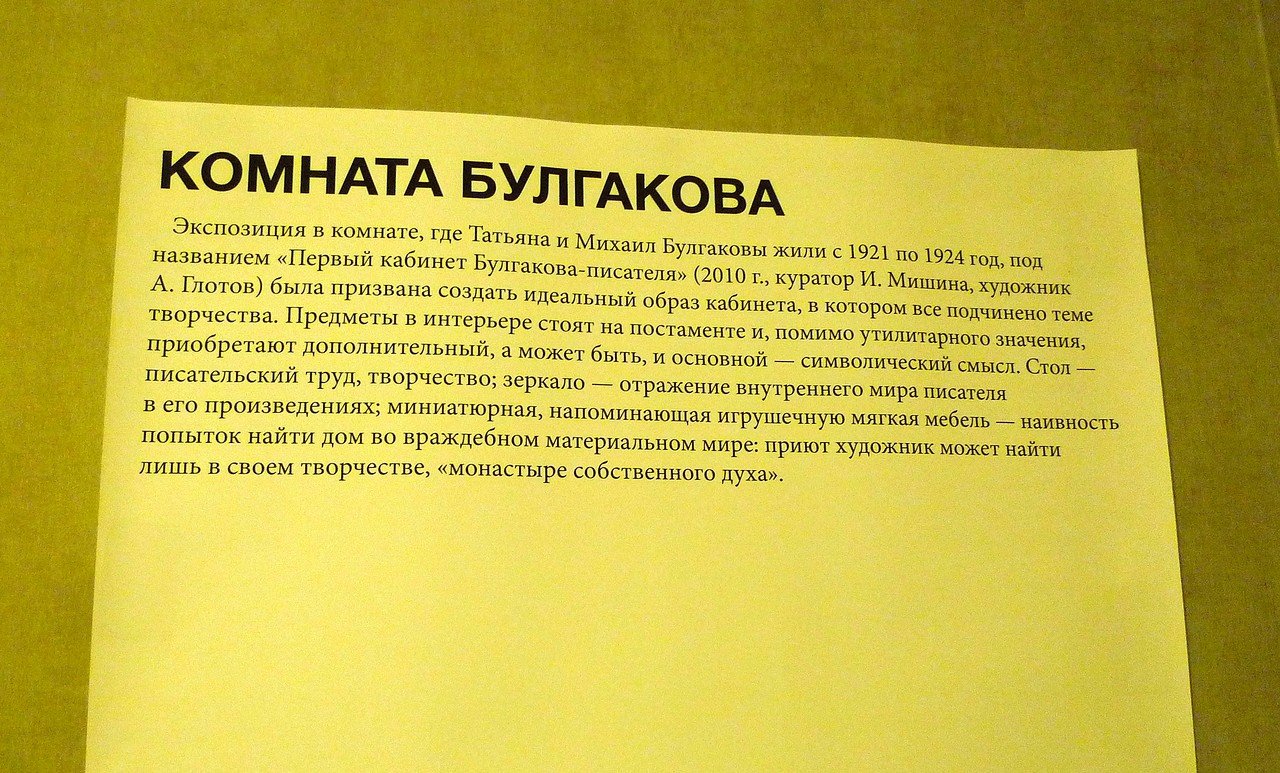 КОМНАТА БУЛГАКОВА
Экспозиция в комнате, где Татьяна и Михаил Булгаковы жили с 1921 по 1924 год, под
названием «Первый кабинет Булгакова-писателя» (2010 г., куратор И. Мишина, художник
А. Глотов) была призвана создать идеальный образ кабинета, в котором все подчинено теме
творчества. Предметы в интерьере стоят на постаменте и, помимо утилитарного значения,
приобретают дополнительный, а может быть, и основной — символический смысл. Стол —
писательский труд, творчество; зеркало — отражение внутреннего мира писателя
в его произведениях; миниатюрная, напоминающая игрушечную мягкая мебель — наивность
попыток найти дом во враждебном материальном мире: приют художник может найти
лишь в своем творчестве, «монастыре собственного духа».